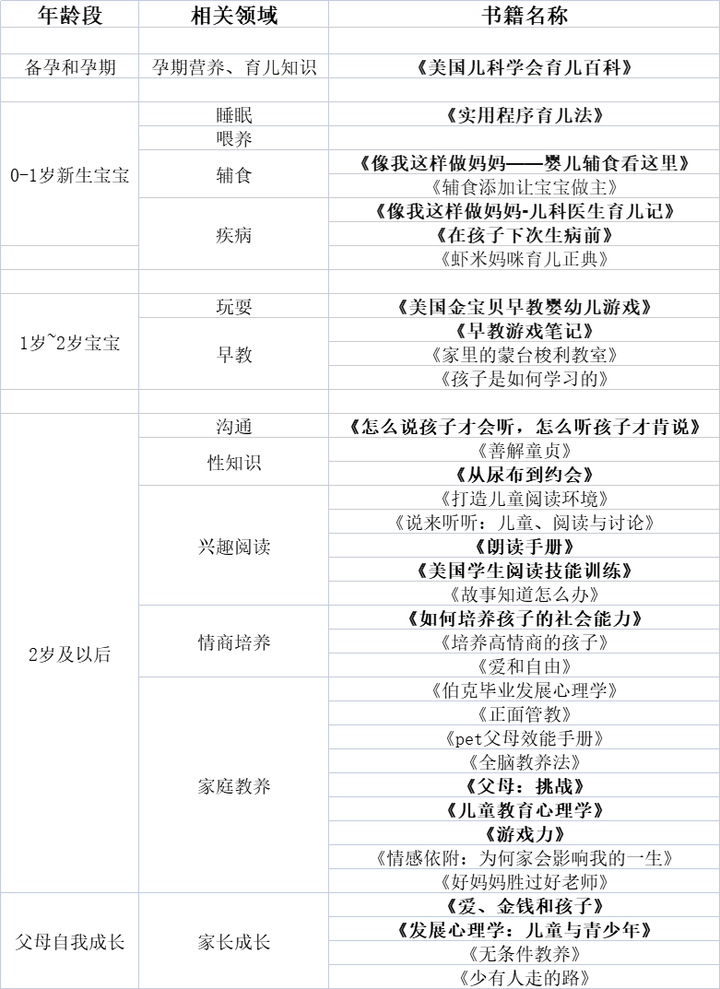 年龄段 相关领域 书籍名称
备孕和孕期 孕期营养、育儿知识 《美国儿科学会育儿百科》
0-1岁新生宝宝 睡眠 《实用程序育儿法》
喂养
辅食 《像我这样做妈妈——婴儿辅食看这里》
《辅食添加让宝宝做主》
疾病 《像我这样做妈妈-儿科医生育儿记》
《在孩子下次生病前》
《虾米妈咪育儿正典》
1岁~2岁宝宝 玩耍 《美国金宝贝早教婴幼儿游戏》
早教 《早教游戏笔记》
《家里的蒙台梭利教室》
《孩子是如何学习的》
2岁及以后 沟通 《怎么说孩子才会听，怎么听孩子才肯说》
性知识 《善解童贞》
《从尿布到约会》
兴趣阅读 《打造儿童阅读环境》
《说来听听：儿童、阅读与讨论》
《朗读手册》
《美国学生阅读技能训练》
《故事知道怎么办》
情商培养 《如何培养孩子的社会能力》
《培养高情商的孩子》
《爱和自由》
家庭教养 《伯克毕业发展心理学》
《正面管教》
《pet父母效能手册》
《全脑教养法》
《父母：挑战》
《儿童教育心理学》
《游戏力》
《情感依附：为何家会影响我的一生》
《好妈妈胜过好老师》
父母自我成长 家长成长 《爱、金钱和孩子》
《发展心理学：儿童与青少年》
《无条件教养》
《少有人走的路》